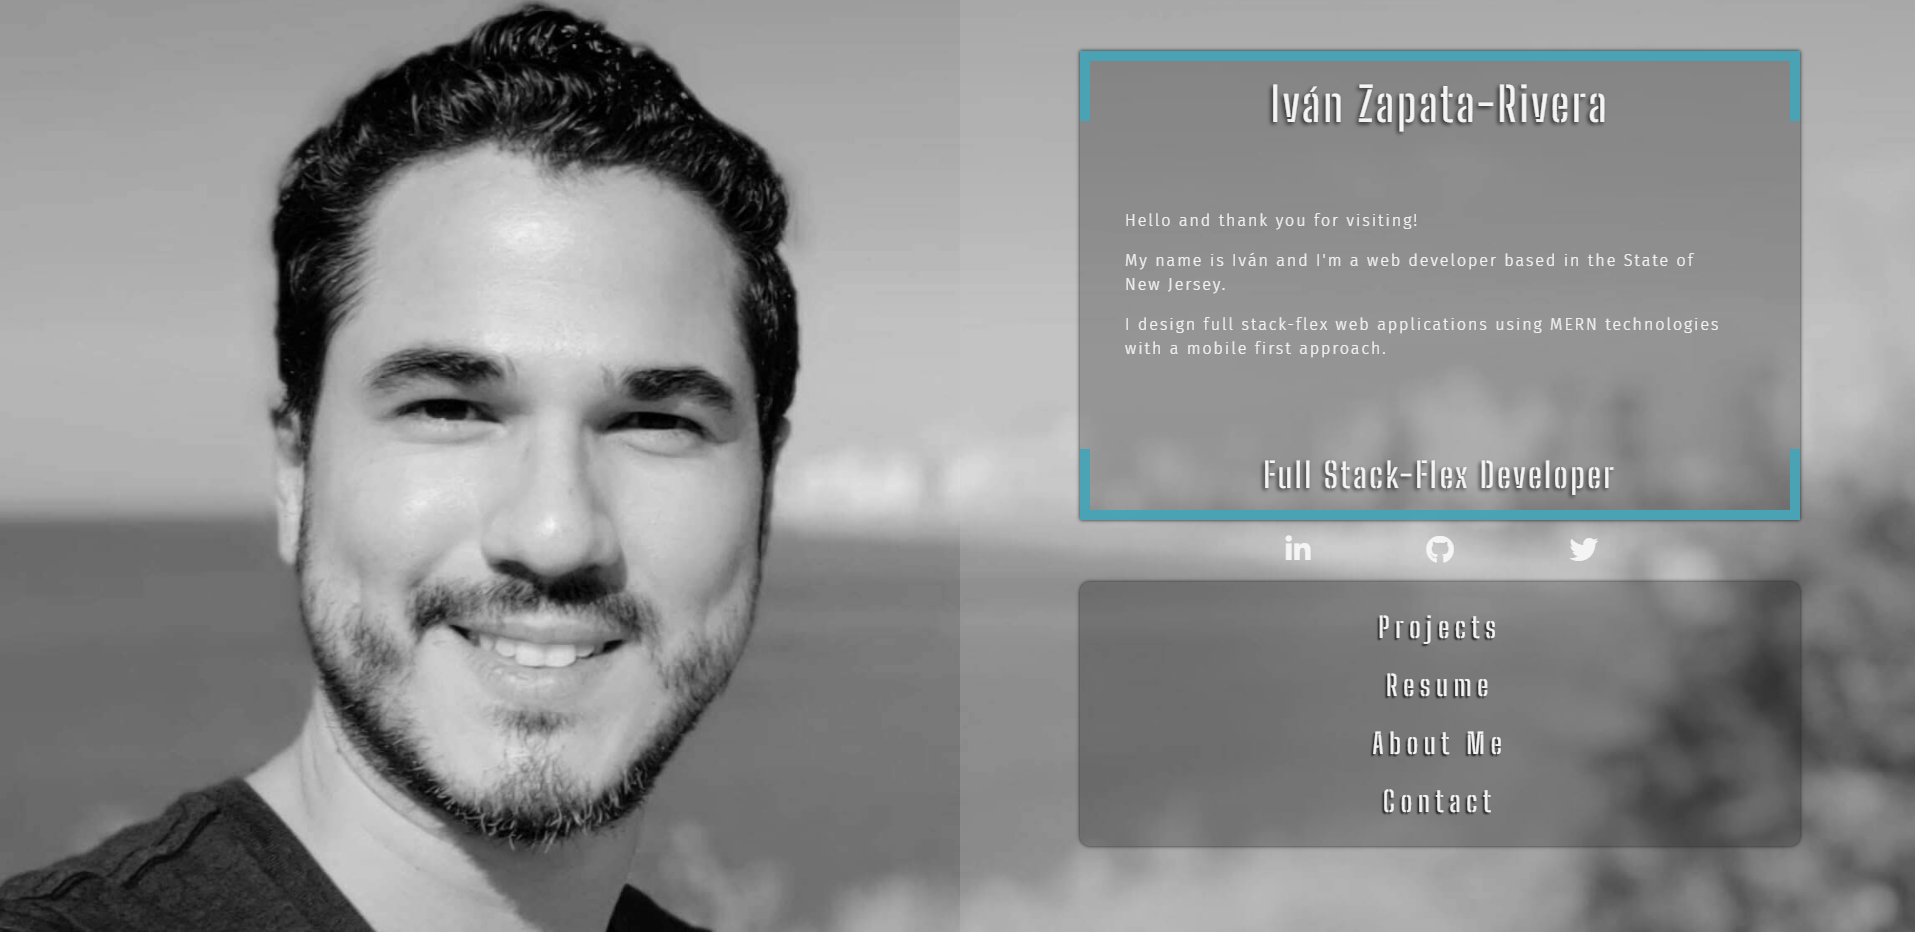 Iván Zapata-Rivera
Hello and thank you for visiting!
My name is Iván and I'm a web developer based in the State of
New Jersey.
I design full stack-flex web applications using MERN technologies
with a mobile first approach.
Full Stack-Flex Developer
in
Projects
Resume
About Me
Contact